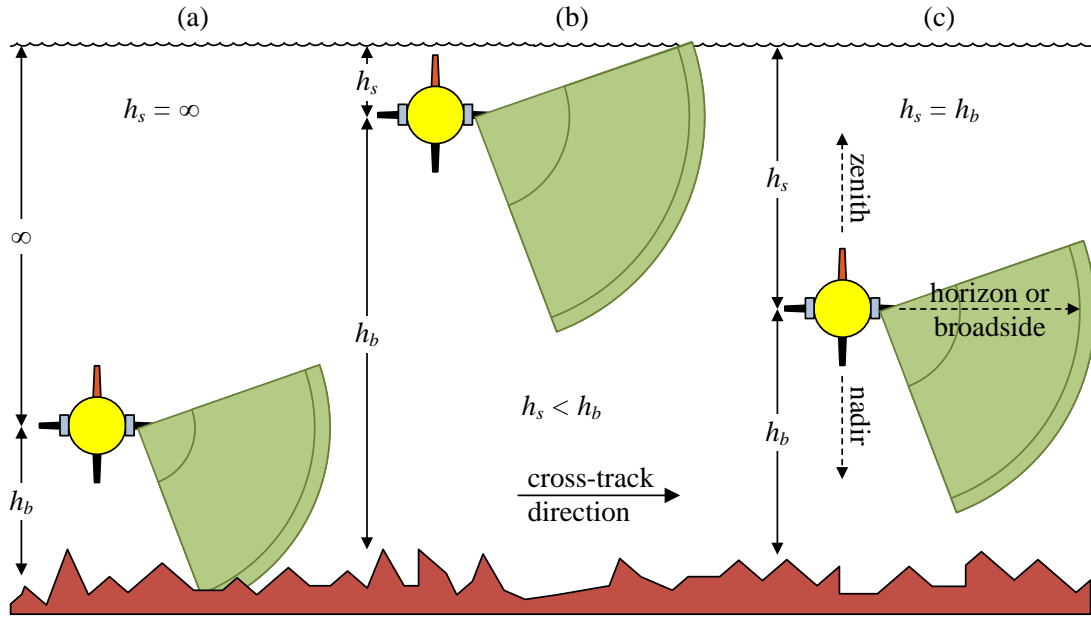 (a)
(b)
(c)
h_s = ∞
h_s
h_s = h_b
h_s
zenith
∞
horizon or
broadside
h_b
h_s < h_b
nadir
h_b
cross-track
direction
h_b